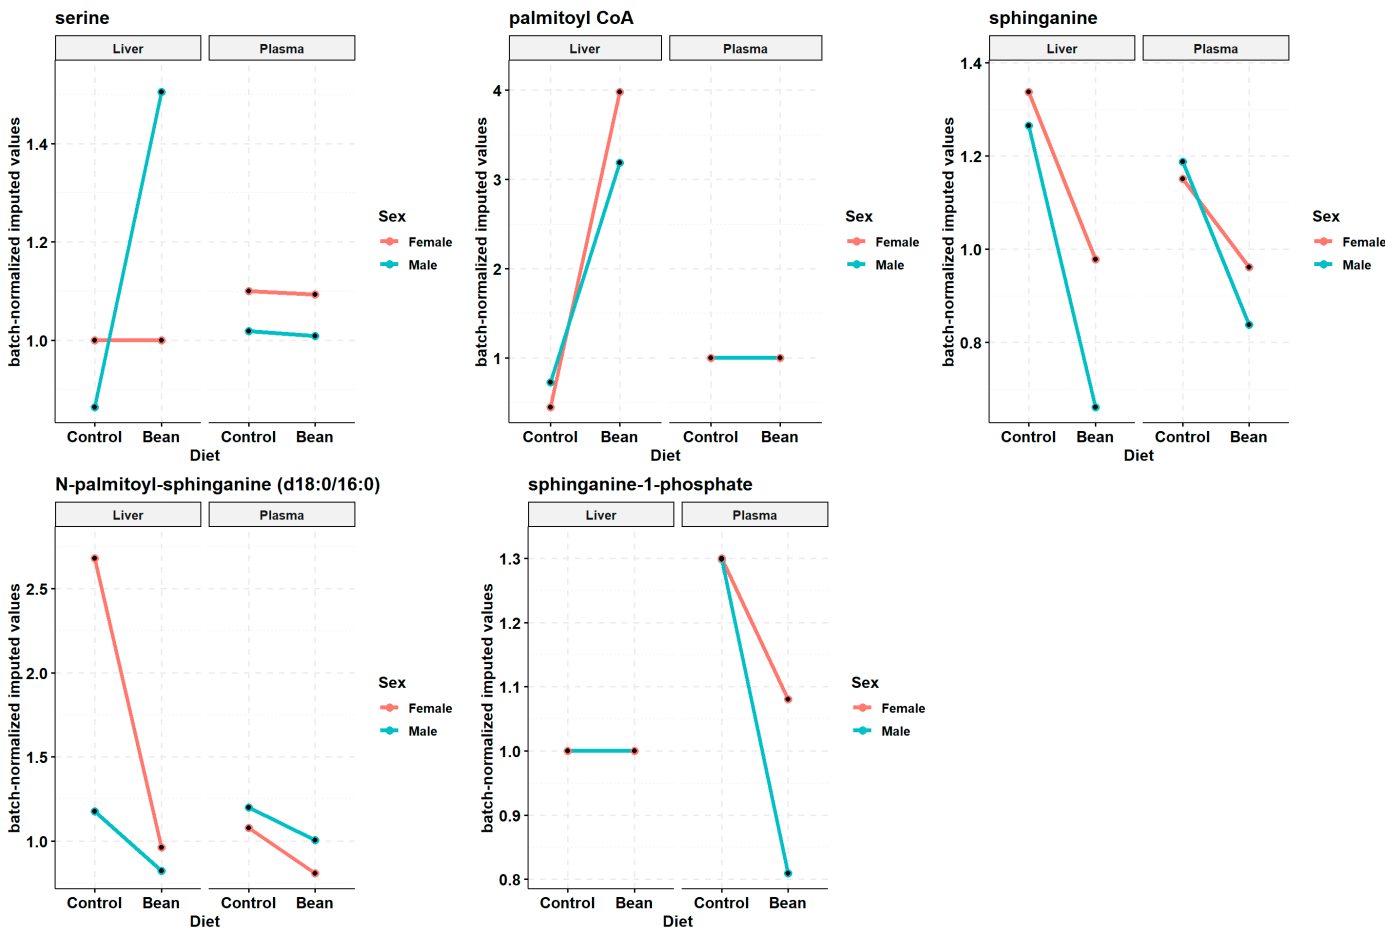 serine
Liver
Plasma
batch-normalized imputed values
1.4
1.2
1.0
Control
Bean
Control
Bean
Diet
Sex
Female
Male
palmitoyl CoA
Liver
Plasma
batch-normalized imputed values
4
3
2
1
Control
Bean
Control
Bean
Diet
Sex
Female
Male
sphinganine
Liver
Plasma
batch-normalized imputed values
1.4
1.2
1.0
0.8
Control
Bean
Control
Bean
Diet
Sex
Female
Male
N-palmitoyl-sphinganine (d18:0/16:0)
Liver
Plasma
batch-normalized imputed values
2.5
2.0
1.5
1.0
Control
Bean
Control
Bean
Diet
Sex
Female
Male
sphinganine-1-phosphate
Liver
Plasma
batch-normalized imputed values
1.3
1.2
1.1
1.0
0.9
0.8
Control
Bean
Control
Bean
Diet
Sex
Female
Male